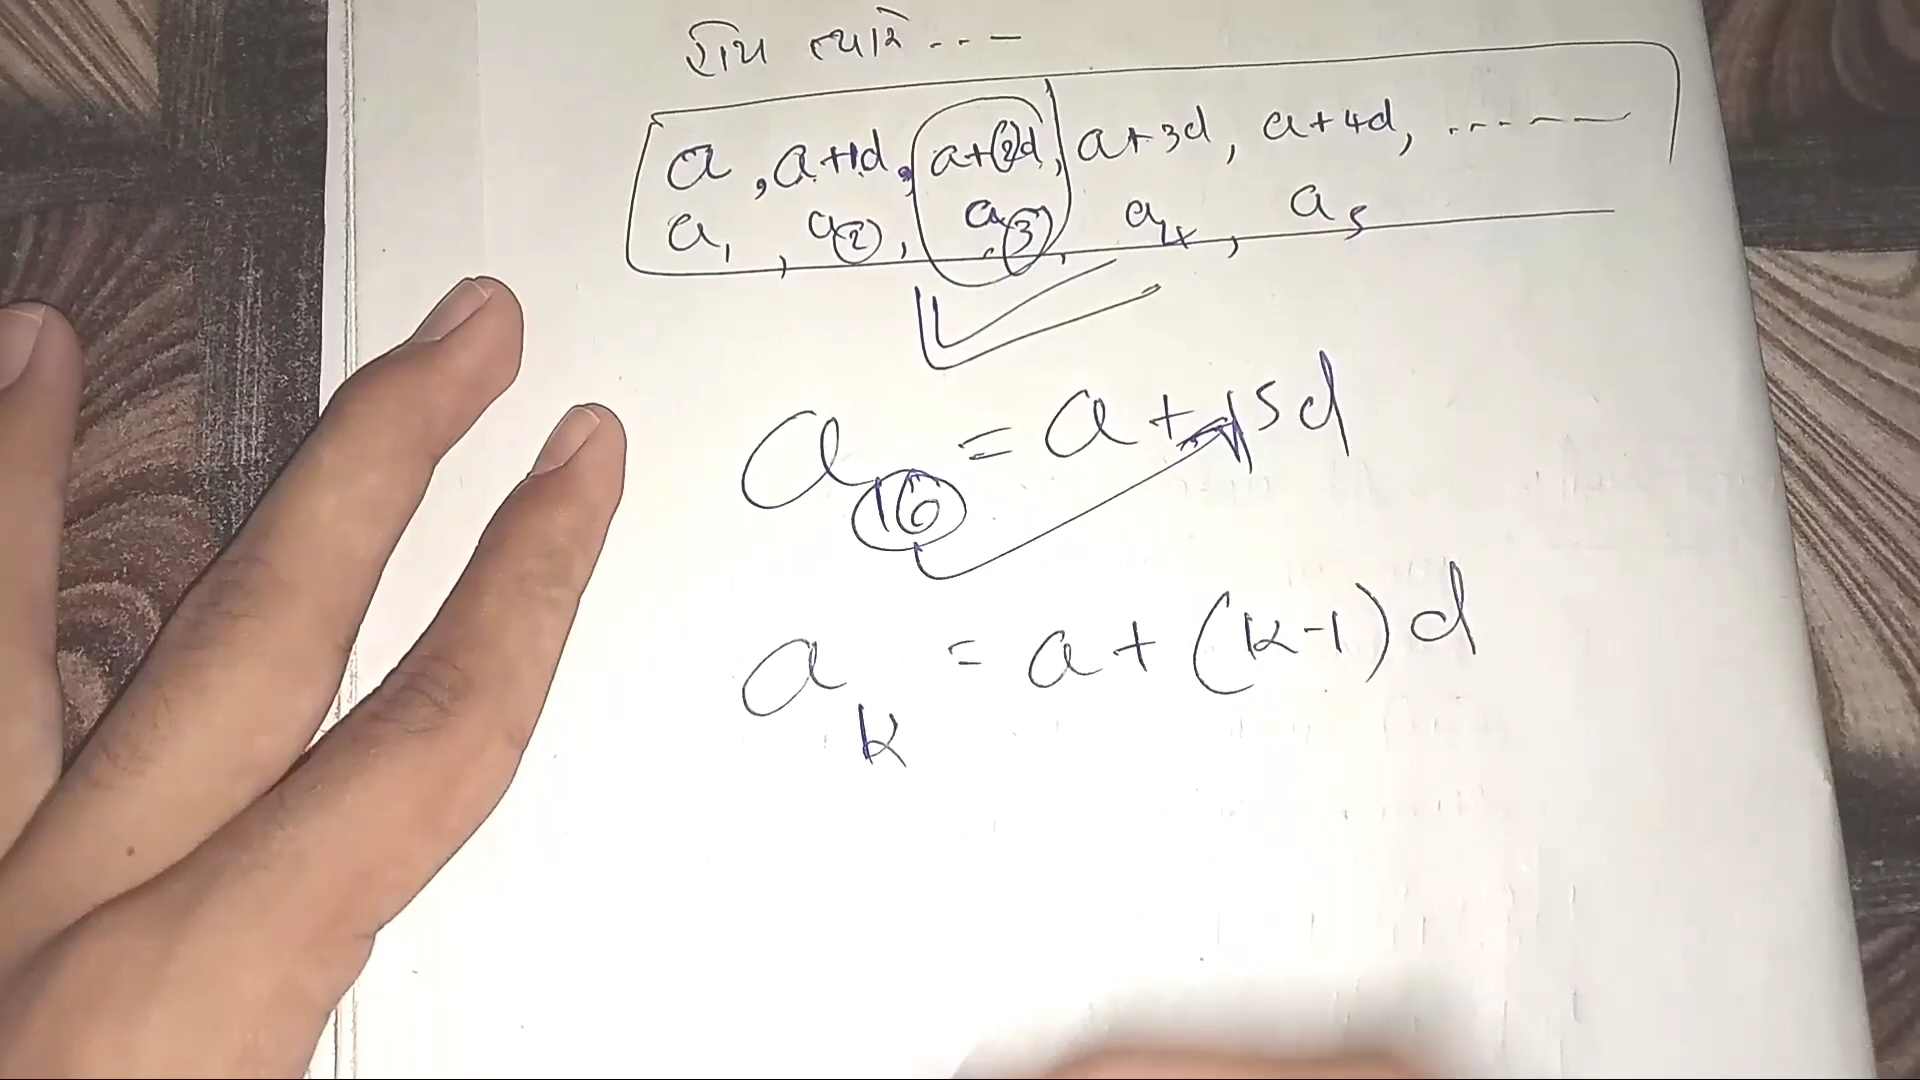 હોય ત્યારે ...
a, a+1d, a+2d, a+3d, a+4d, ......
a₁, a₂, a₃, a₄, a₅
a₁₆ = a+15d
aₖ = a+(k-1)d